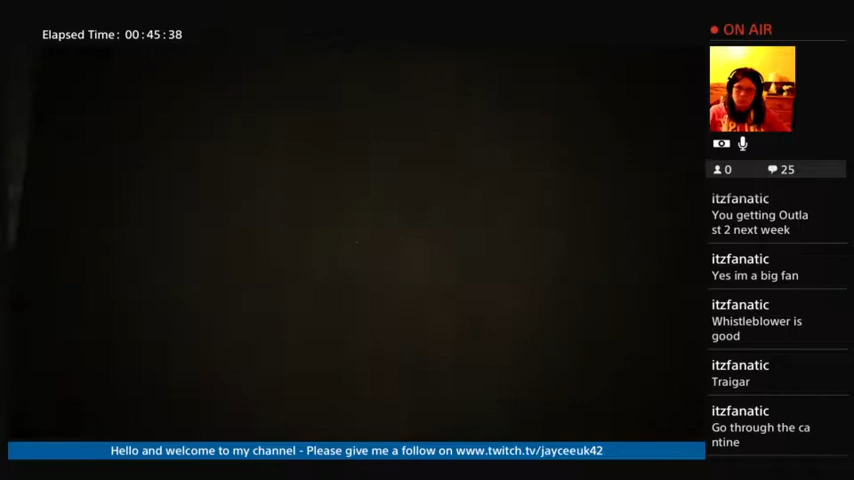 Elapsed Time: 00:45:38
ON AIR
0 25
itzfanatic
You getting Outla
st 2 next week
itzfanatic
Yes im a big fan
itzfanatic
Whistleblower is
good
itzfanatic
Traigar
itzfanatic
Go through the ca
ntine
Hello and welcome to my channel - Please give me a follow on www.twitch.tv/jayceeuk42